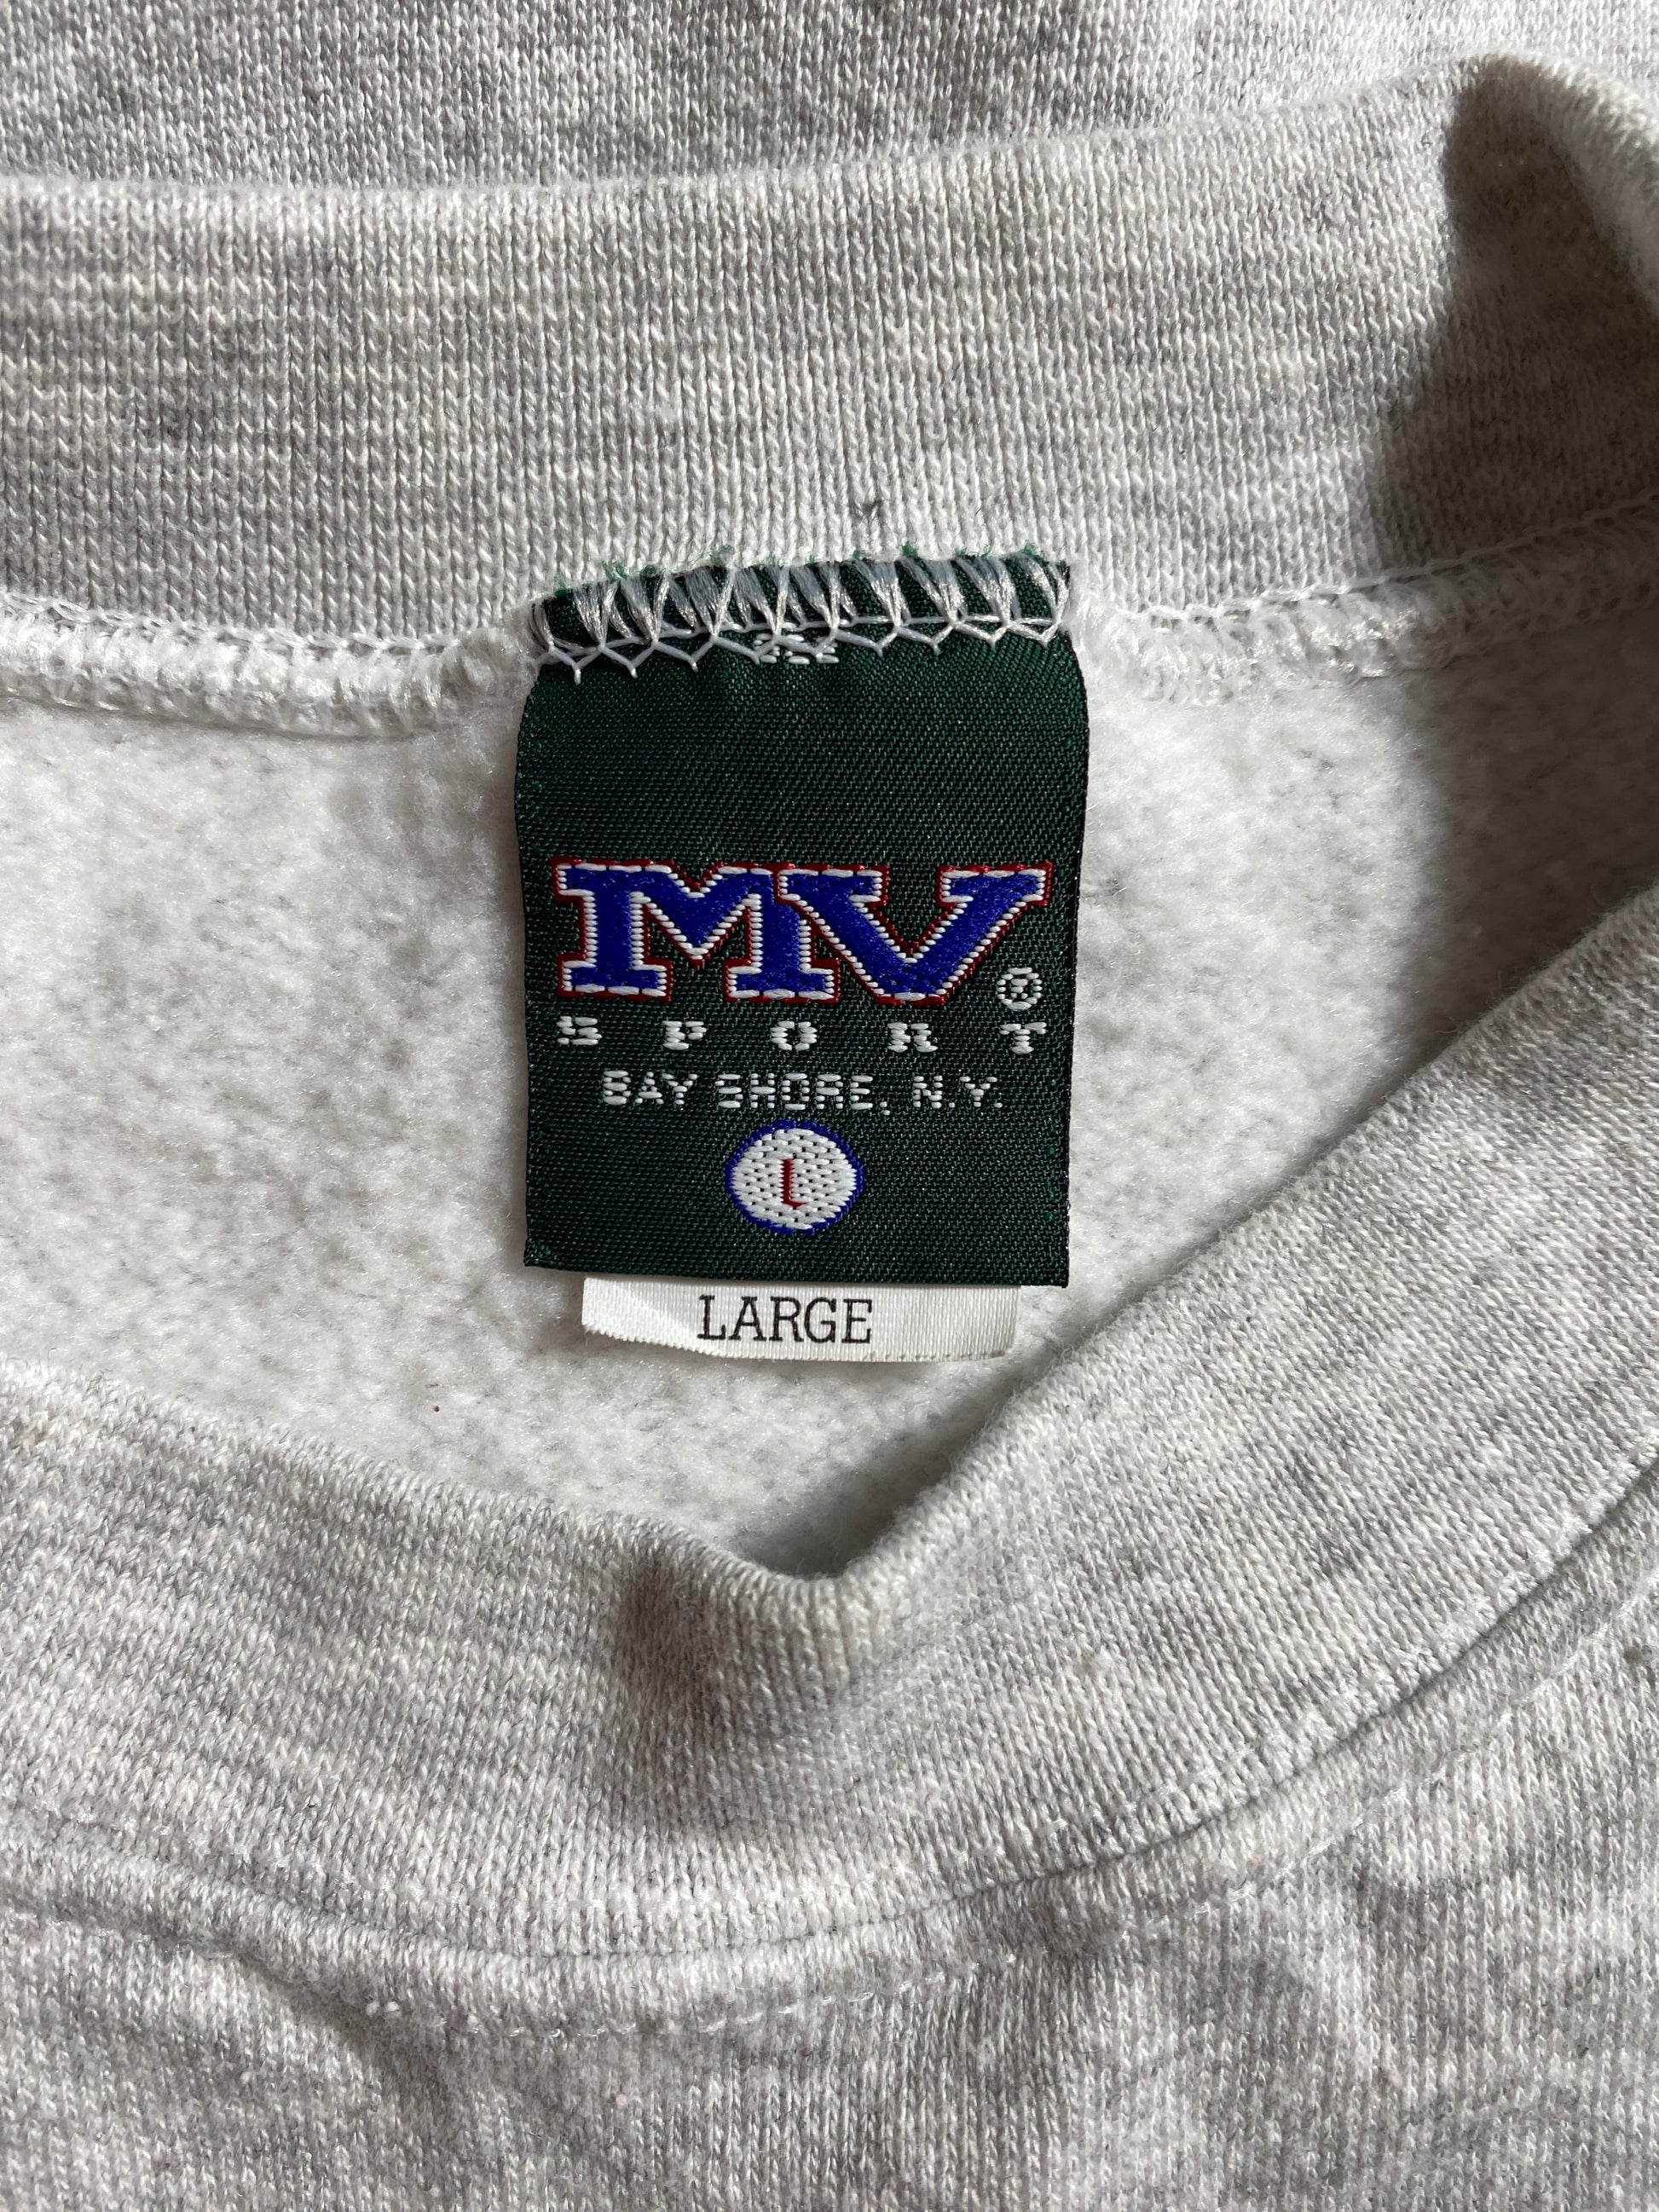 MV®
SPORT
BAY SHORE, N.Y.
L
LARGE